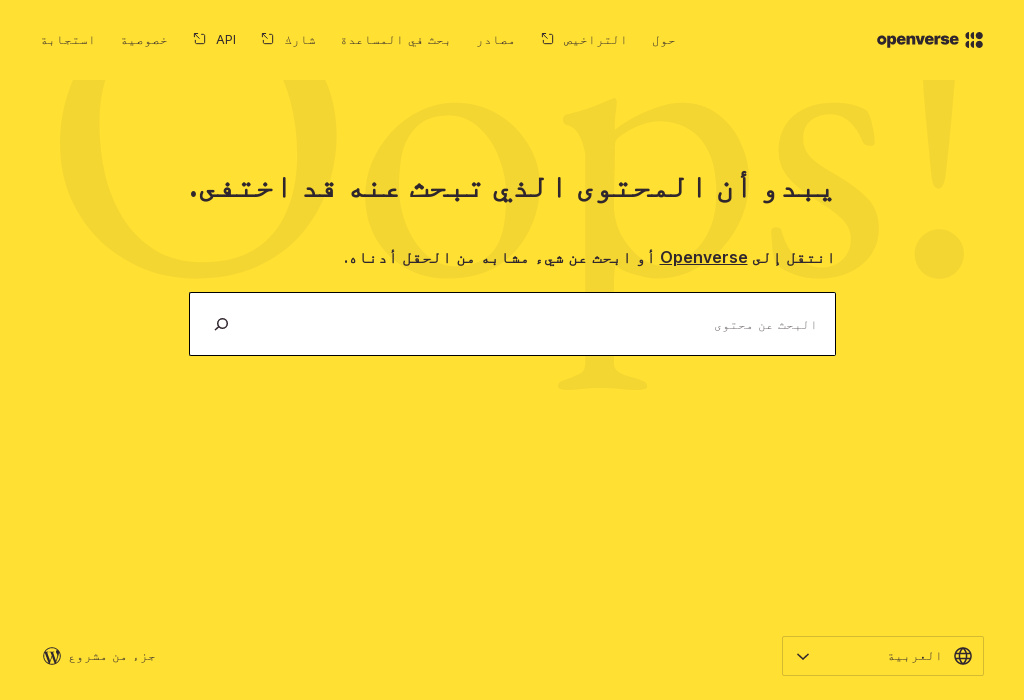 openverse
حول
التراخيص
مصادر
بحث في المساعدة
شارك
API
خصوصية
استجابة
Oops!
يبدو أن المحتوى الذي تبحث عنه قد اختفى.
انتقل إلى Openverse أو ابحث عن شيء مشابه من الحقل أدناه.
البحث عن محتوى
العربية
جزء من مشروع